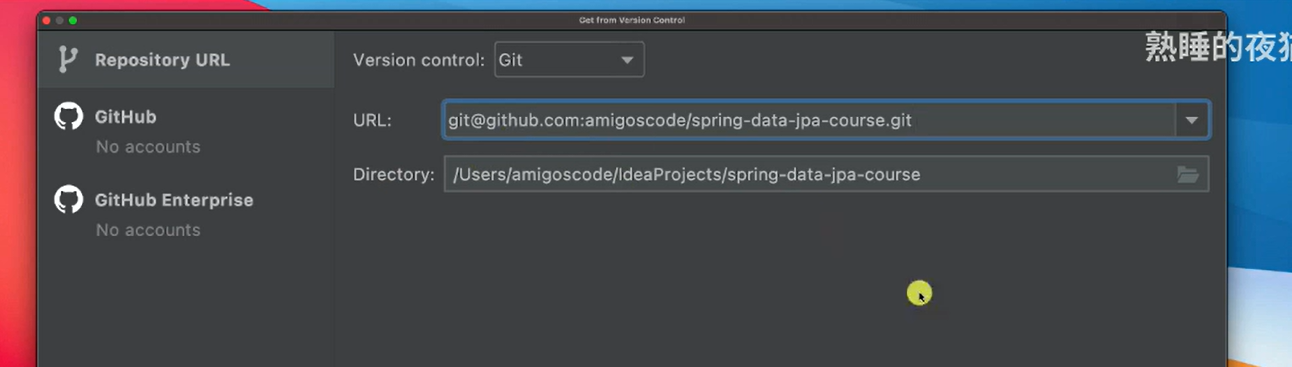 Get from Version Control
熟睡的夜猫
Repository URL
Version control: Git
GitHub
URL: git@github.com:amigoscode/spring-data-jpa-course.git
No accounts
Directory: /Users/amigoscode/IdeaProjects/spring-data-jpa-course
GitHub Enterprise
No accounts